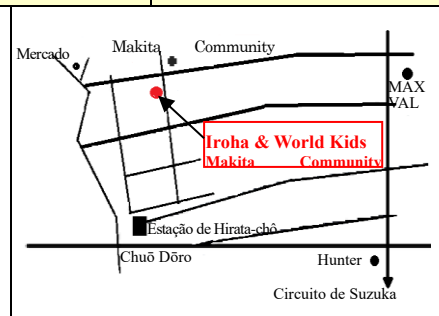 Makita Community
Mercado
MAX
VAL
Iroha & World Kids
Makita Community
Estação de Hirata-chô
Chuō Dōro
Hunter
Circuito de Suzuka